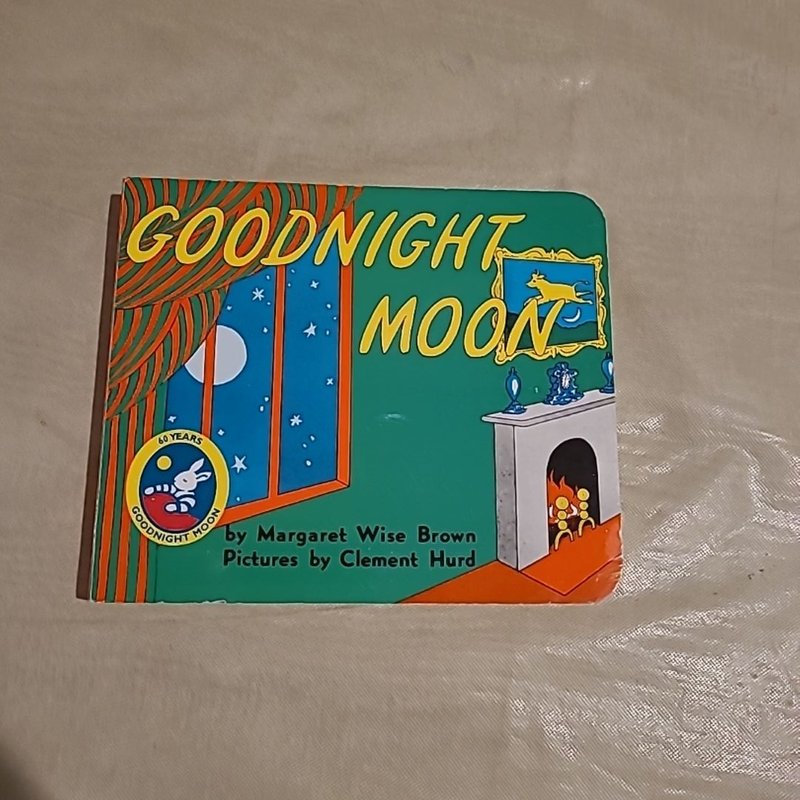 GOODNIGHT
MOON
60 YEARS
GOODNIGHT MOON
by Margaret Wise Brown
Pictures by Clement Hurd